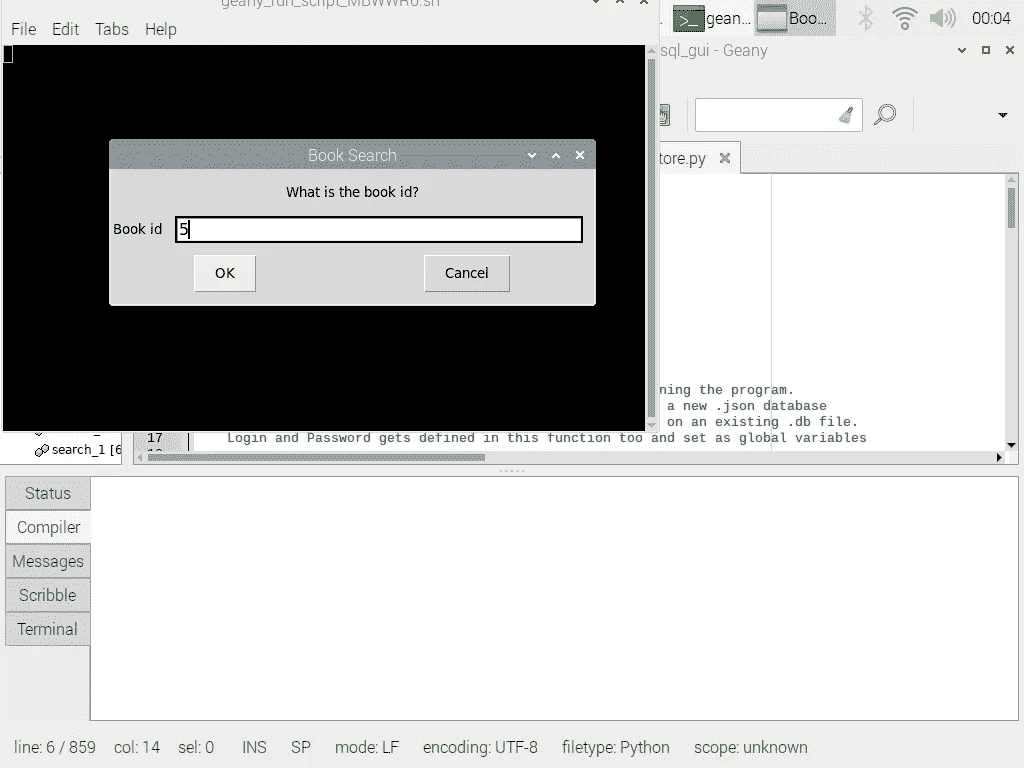 geany_run_script_MBWWR0.sh
gean...
Boo...
00:04
File Edit Tabs Help
sql_gui - Geany
tore.py
Book Search
What is the book id?
Book id 5
OK Cancel
ning the program.
a new .json database
on an existing .db file.
17 Login and Password gets defined in this function too and set as global variables
search_1 [6
Status
Compiler
Messages
Scribble
Terminal
line: 6 / 859 col: 14 sel: 0 INS SP mode: LF encoding: UTF-8 filetype: Python scope: unknown